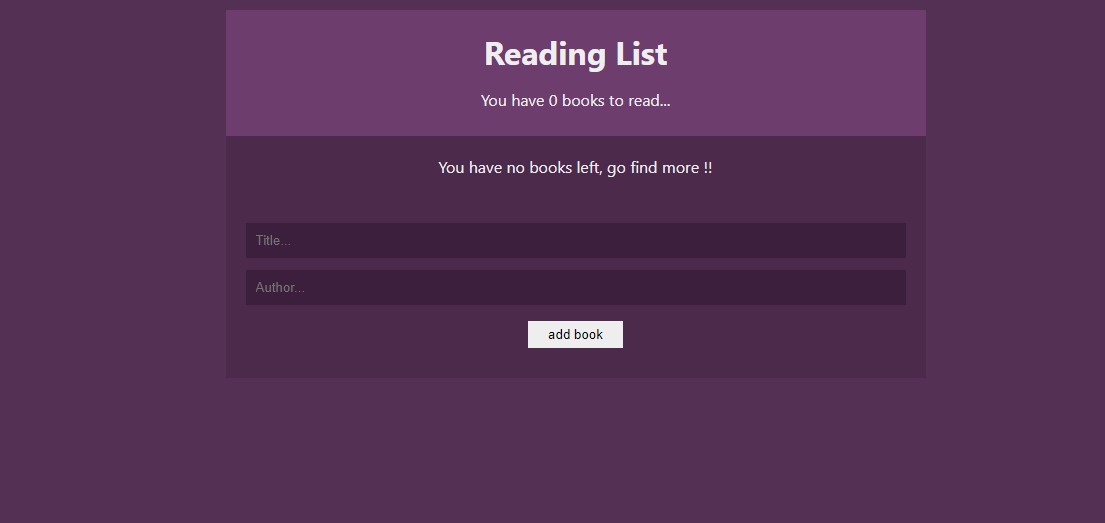 Reading List
You have 0 books to read...
You have no books left, go find more !!
Title...
Author...
add book